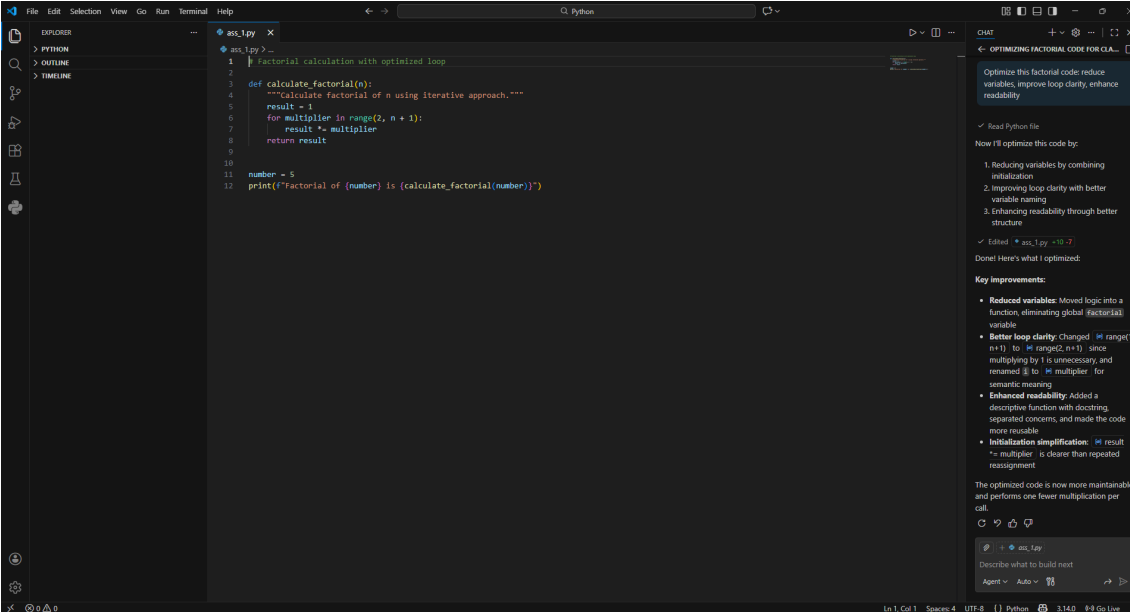 File Edit Selection View Go Run Terminal Help
Python
EXPLORER
PYTHON
OUTLINE
TIMELINE
ass_1.py
ass_1.py > ...
1 # Factorial calculation with optimized loop
2
3 def calculate_factorial(n):
4 """Calculate factorial of n using iterative approach."""
5 result = 1
6 for multiplier in range(2, n + 1):
7 result *= multiplier
8 return result
9
10
11 number = 5
12 print(f"Factorial of {number} is {calculate_factorial(number)}")
CHAT
OPTIMIZING FACTORIAL CODE FOR CLA...
Optimize this factorial code: reduce
variables, improve loop clarity, enhance
readability
Read Python file
Now I'll optimize this code by:
1. Reducing variables by combining
initialization
2. Improving loop clarity with better
variable naming
3. Enhancing readability through better
structure
Edited ass_1.py +10 -7
Done! Here's what I optimized:
Key improvements:
• Reduced variables: Moved logic into a
function, eliminating global factorial
variable
• Better loop clarity: Changed range(
n+1) to range(2, n+1) since
multiplying by 1 is unnecessary, and
renamed i to multiplier for
semantic meaning
• Enhanced readability: Added a
descriptive function with docstring,
separated concerns, and made the code
more reusable
• Initialization simplification: result
*= multiplier is clearer than repeated
reassignment
The optimized code is now more maintainable
and performs one fewer multiplication per
call.
+ ass_1.py
Describe what to build next
Agent Auto
0 0
Ln 1, Col 1 Spaces: 4 UTF-8 {} Python 3.14.0 Go Live